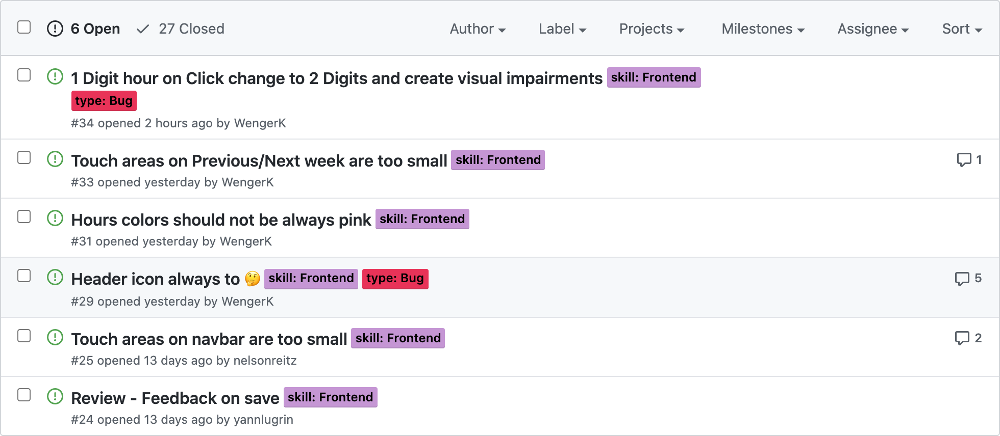 6 Open 27 Closed Author Label Projects Milestones Assignee Sort
1 Digit hour on Click change to 2 Digits and create visual impairments skill: Frontend
type: Bug
#34 opened 2 hours ago by WengerK
Touch areas on Previous/Next week are too small skill: Frontend 1
#33 opened yesterday by WengerK
Hours colors should not be always pink skill: Frontend
#31 opened yesterday by WengerK
Header icon always to 🤔 skill: Frontend type: Bug 5
#29 opened yesterday by WengerK
Touch areas on navbar are too small skill: Frontend 2
#25 opened 13 days ago by nelsonreitz
Review - Feedback on save skill: Frontend
#24 opened 13 days ago by yannlugrin